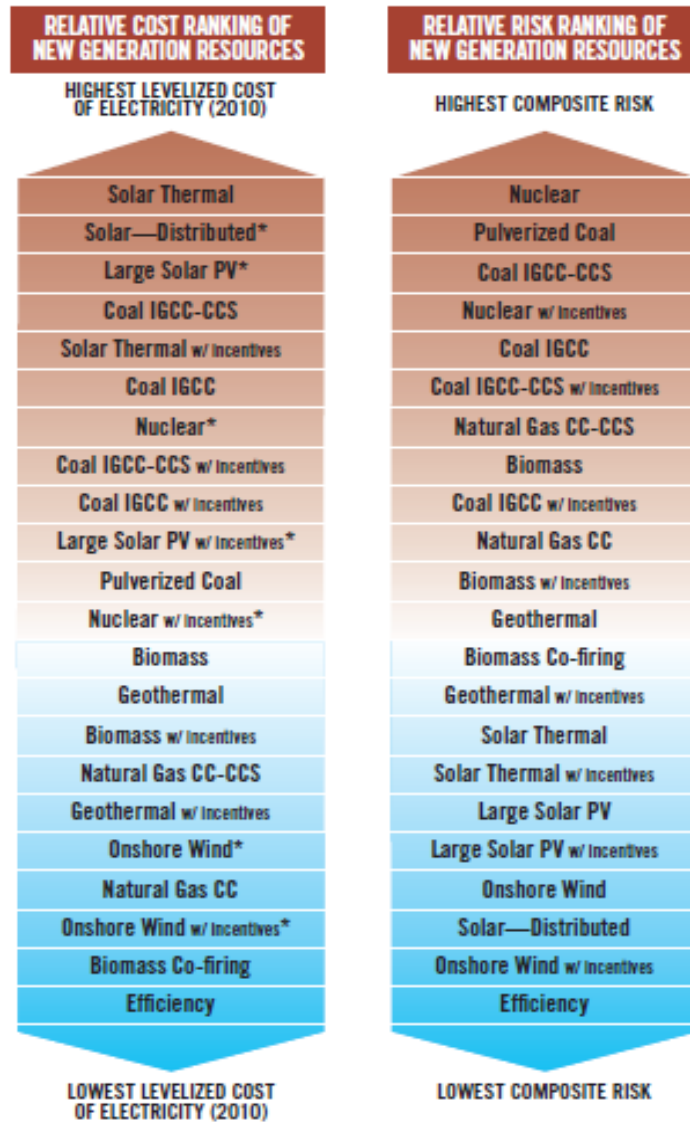 RELATIVE COST RANKING OF
NEW GENERATION RESOURCES
HIGHEST LEVELIZED COST
OF ELECTRICITY (2010)
Solar Thermal
Solar—Distributed*
Large Solar PV*
Coal IGCC-CCS
Solar Thermal w/ Incentives
Coal IGCC
Nuclear*
Coal IGCC-CCS w/ Incentives
Coal IGCC w/ Incentives
Large Solar PV w/ Incentives*
Pulverized Coal
Nuclear w/ Incentives*
Biomass
Geothermal
Biomass w/ Incentives
Natural Gas CC-CCS
Geothermal w/ Incentives
Onshore Wind*
Natural Gas CC
Onshore Wind w/ Incentives*
Biomass Co-firing
Efficiency
LOWEST LEVELIZED COST
OF ELECTRICITY (2010)
RELATIVE RISK RANKING OF
NEW GENERATION RESOURCES
HIGHEST COMPOSITE RISK
Nuclear
Pulverized Coal
Coal IGCC-CCS
Nuclear w/ Incentives
Coal IGCC
Coal IGCC-CCS w/ Incentives
Natural Gas CC-CCS
Biomass
Coal IGCC w/ Incentives
Natural Gas CC
Biomass w/ Incentives
Geothermal
Biomass Co-firing
Geothermal w/ Incentives
Solar Thermal
Solar Thermal w/ Incentives
Large Solar PV
Large Solar PV w/ Incentives
Onshore Wind
Solar—Distributed
Onshore Wind w/ Incentives
Efficiency
LOWEST COMPOSITE RISK